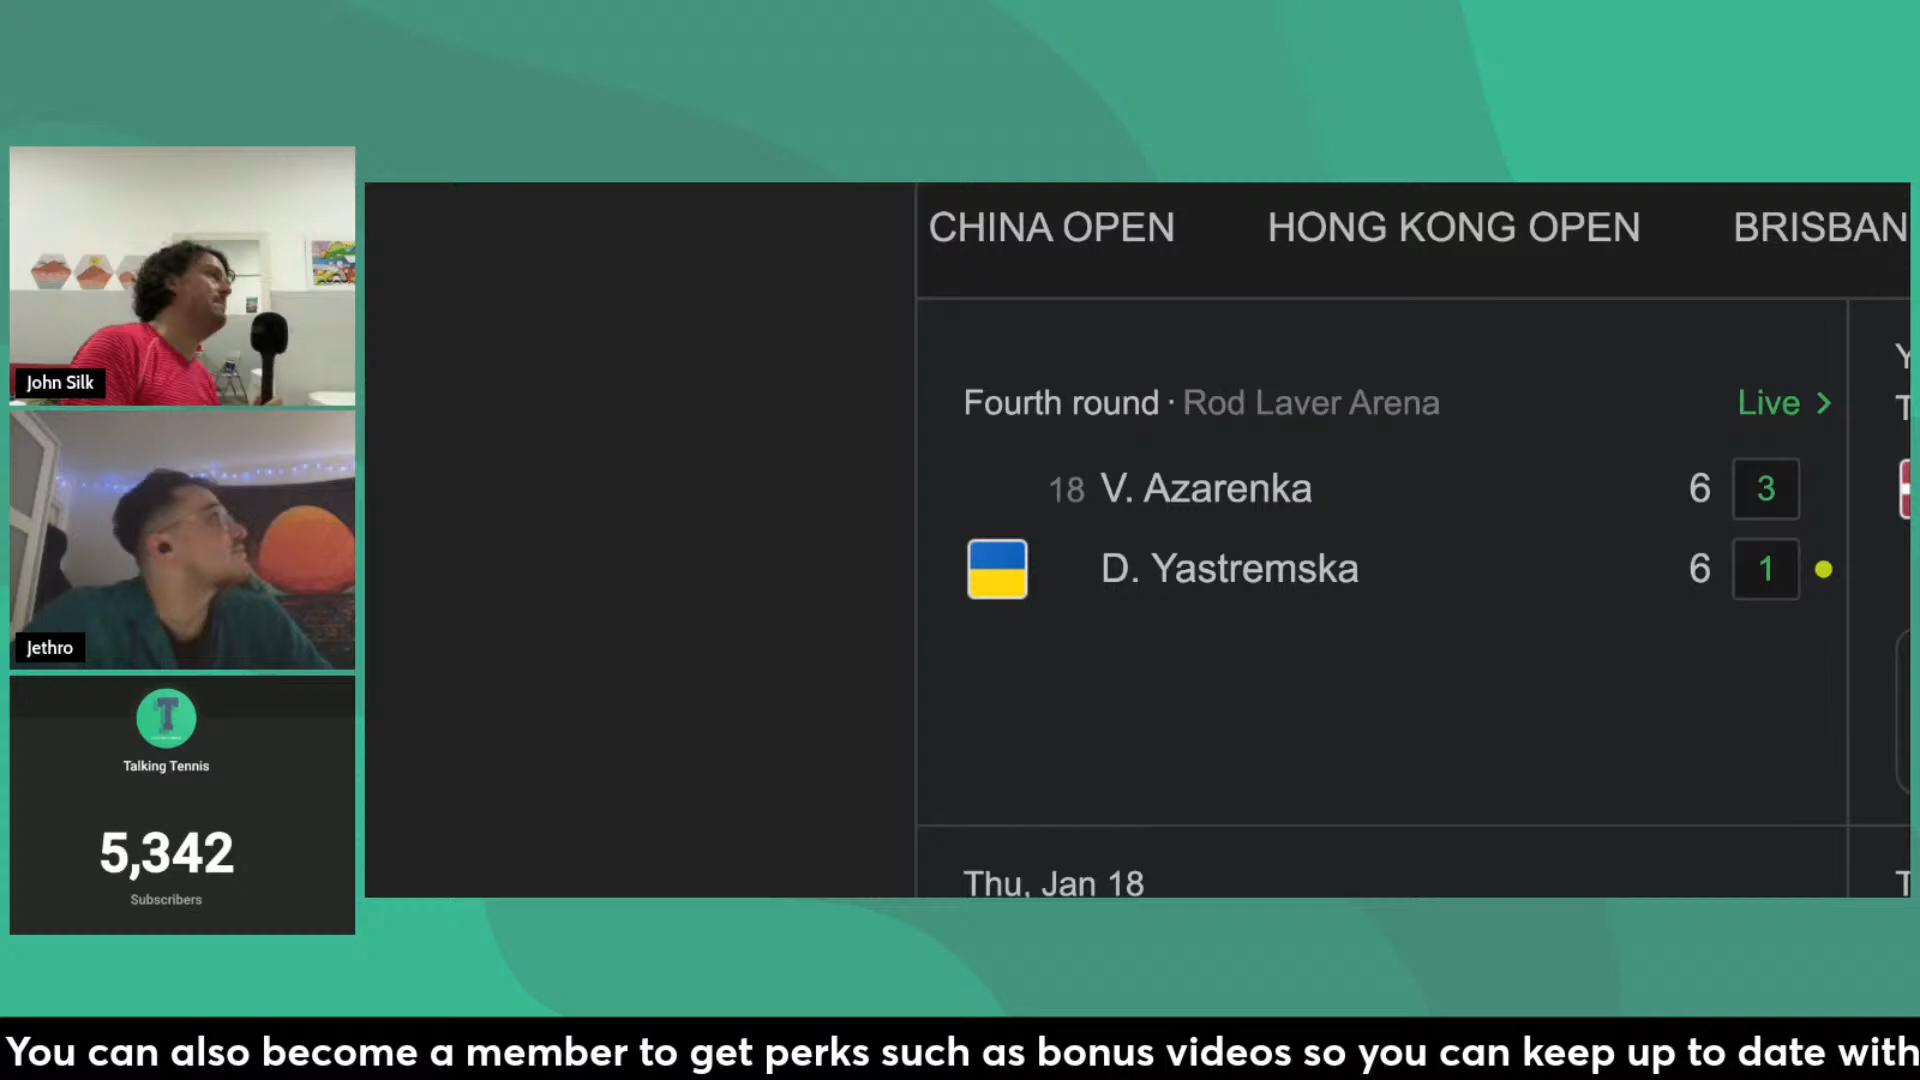 John Silk
Jethro
T
Talking Tennis
5,342
Subscribers
CHINA OPEN HONG KONG OPEN BRISBAN
Fourth round · Rod Laver Arena Live >
18 V. Azarenka 6 3
D. Yastremska 6 1
Thu, Jan 18
You can also become a member to get perks such as bonus videos so you can keep up to date with